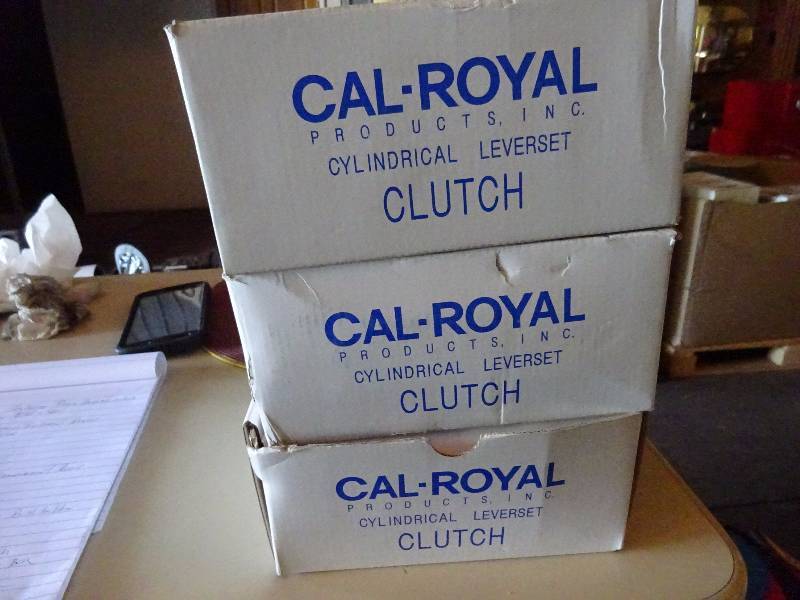 CAL-ROYAL
PRODUCTS, INC.
CYLINDRICAL LEVERSET
CLUTCH
CAL-ROYAL
PRODUCTS, INC.
CYLINDRICAL LEVERSET
CLUTCH
CAL-ROYAL
PRODUCTS, INC.
CYLINDRICAL LEVERSET
CLUTCH